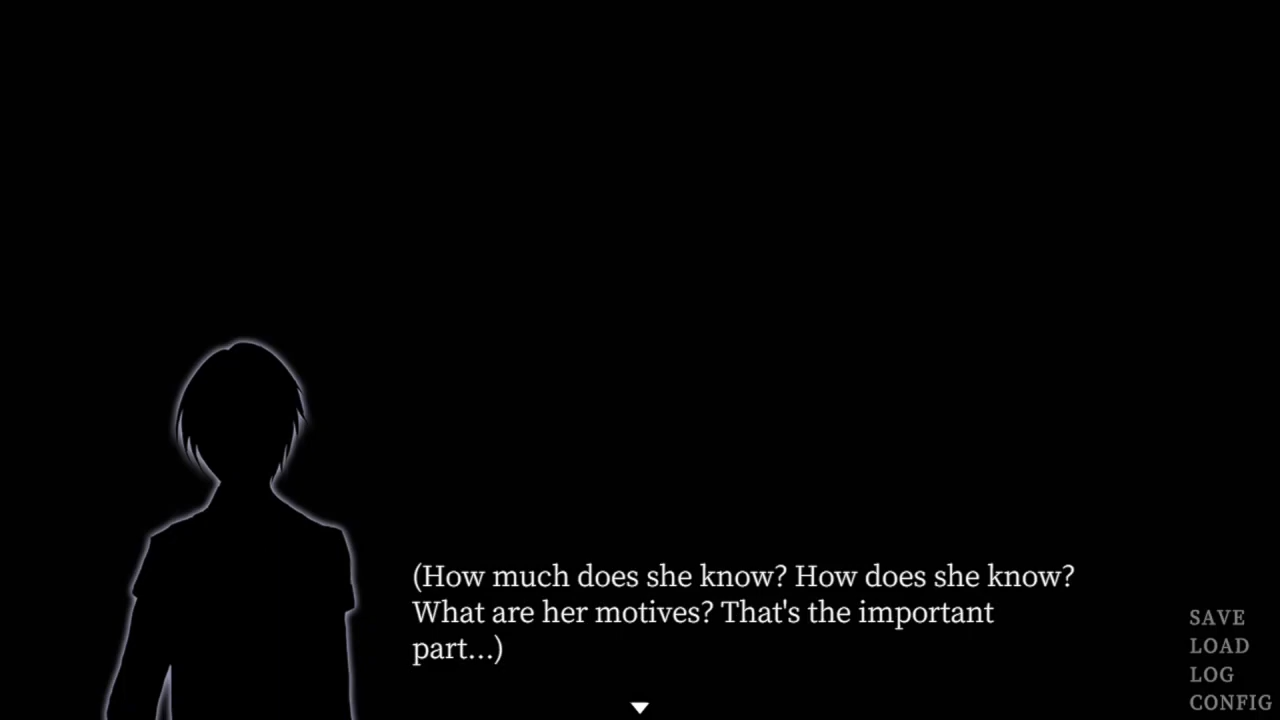 (How much does she know? How does she know?
What are her motives? That's the important
part...)
SAVE
LOAD
LOG
CONFIG